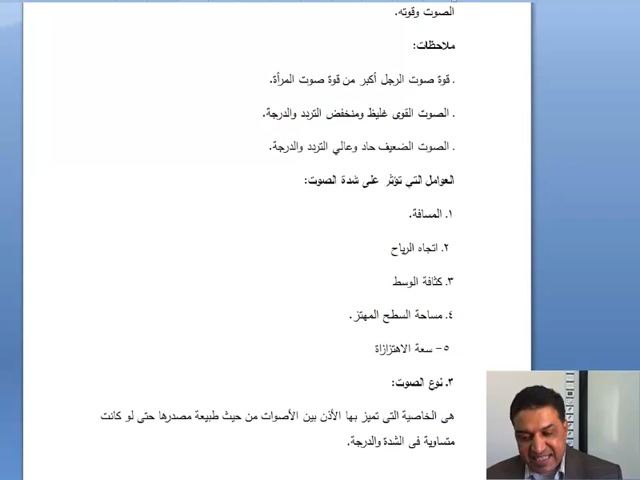 الصوت وقوته.
ملاحظات:
. قوة صوت الرجل أكبر من قوة صوت المرأة.
. الصوت القوى غليظ ومنخفض التردد والدرجة.
. الصوت الضعيف حاد وعالي التردد والدرجة.
العوامل التي تؤثر على شدة الصوت:
١. المسافة.
٢. اتجاه الرياح
٣. كثافة الوسط
٤. مساحة السطح المهتز.
٥- سعة الاهتزازاة
٣. نوع الصوت:
هى الخاصية التى تميز بها الأذن بين الأصوات من حيث طبيعة مصدرها حتى لو كانت
متساوية فى الشدة والدرجة.